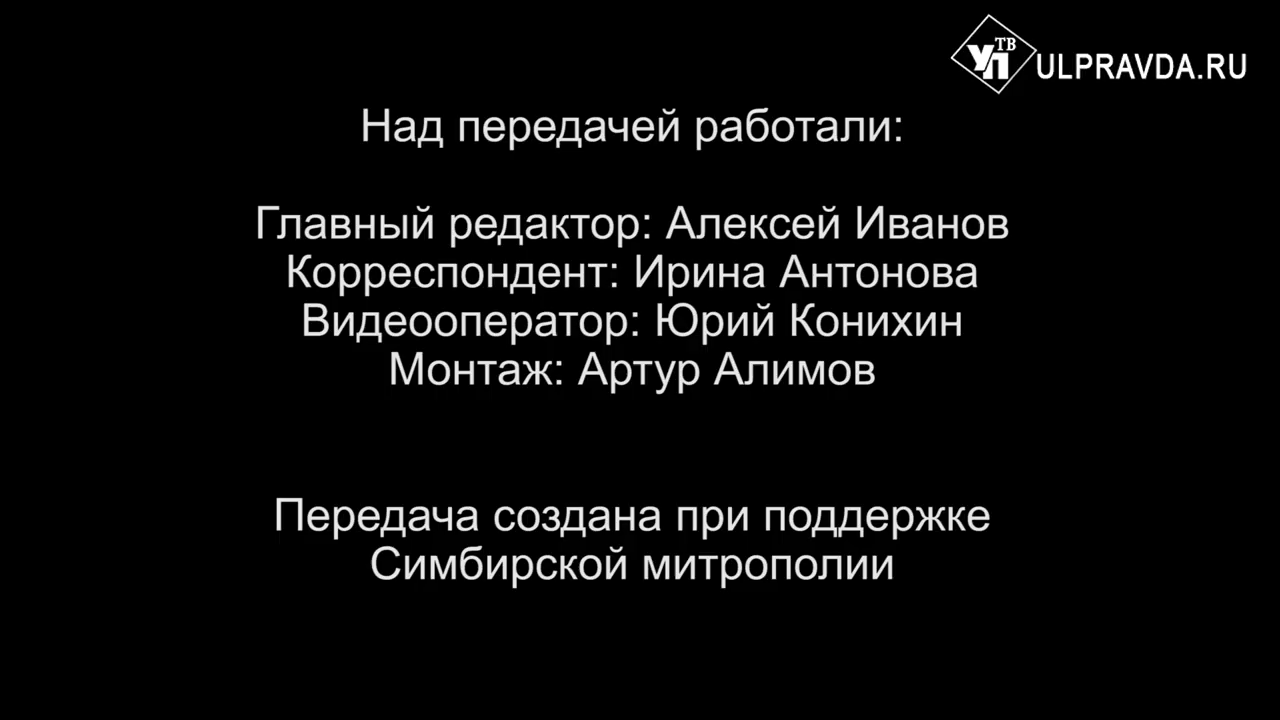 УП ТВ ULPRAVDA.RU
Над передачей работали:
Главный редактор: Алексей Иванов
Корреспондент: Ирина Антонова
Видеооператор: Юрий Конихин
Монтаж: Артур Алимов
Передача создана при поддержке
Симбирской митрополии